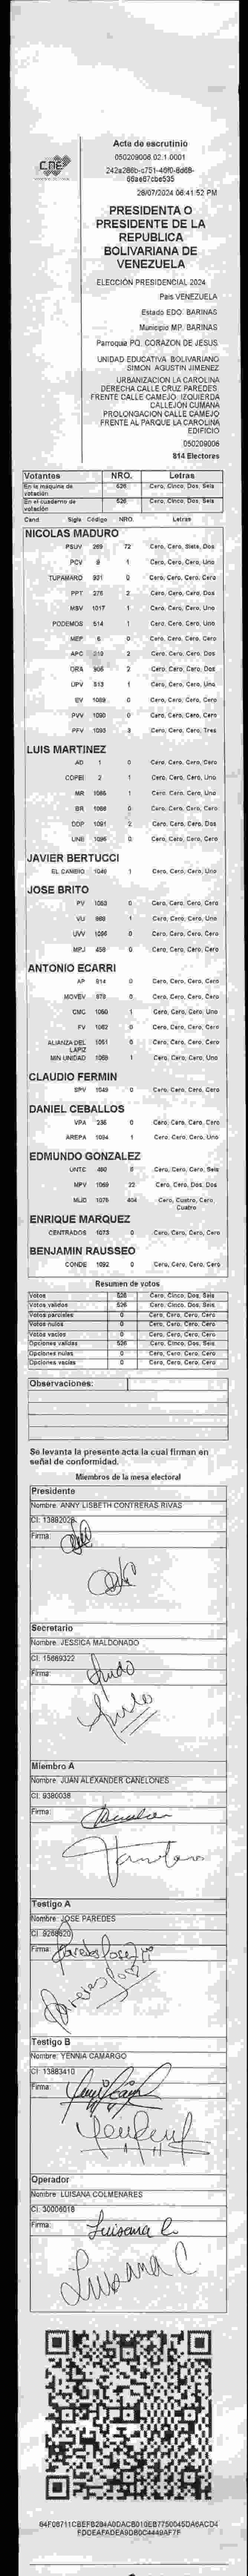 CNE
Acta de escrutinio
050209006.02.1.0001
28/07/2024 06:41:52 PM
PRESIDENTA O
PRESIDENTE DE LA
REPUBLICA
BOLIVARIANA DE
VENEZUELA
ELECCIÓN PRESIDENCIAL 2024
Pais VENEZUELA
Estado EDO. BARINAS
Municipio MP. BARINAS
Parroquia PQ. CORAZON DE JESUS
UNIDAD EDUCATIVA BOLIVARIANO
SIMON AGUSTIN JIMENEZ
URBANIZACION LA CAROLINA
DERECHA CALLE CRUZ PAREDES
FRENTE CALLE CAMEJO. IZQUIERDA
CALLEJON CUMANA
PROLONGACION CALLE CAMEJO
FRENTE AL PARQUE LA CAROLINA
EDIFICIO
050209006
814 Electores
Votantes NRO. Letras
En la máquina de votación 526 Cero, Cinco, Dos, Seis
En el cuaderno de votación 526 Cero, Cinco, Dos, Seis
Cand Sigla Código NRO. Letras
NICOLAS MADURO
PSUV 269 72 Cero, Cero, Siete, Dos
PCV 9 1 Cero, Cero, Cero, Uno
TUPAMARO 931 0 Cero, Cero, Cero, Cero
PPT 275 2 Cero, Cero, Cero, Dos
MSV 1017 1 Cero, Cero, Cero, Uno
PODEMOS 514 1 Cero, Cero, Cero, Uno
MEP 6 0 Cero, Cero, Cero, Cero
APC 2 Cero, Cero, Cero, Dos
ORA 905 2 Cero, Cero, Cero, Dos
UPV 813 1 Cero, Cero, Cero, Uno
EV 1089 0 Cero, Cero, Cero, Cero
PVV 1090 0 Cero, Cero, Cero, Cero
PFV 1093 3 Cero, Cero, Cero, Tres
LUIS MARTINEZ
AD 1 0 Cero, Cero, Cero, Cero
COPEI 2 1 Cero, Cero, Cero, Uno
MR 1065 1 Cero, Cero, Cero, Uno
BR 1066 0 Cero, Cero, Cero, Cero
DDP 1091 2 Cero, Cero, Cero, Dos
UNE 1095 0 Cero, Cero, Cero, Cero
JAVIER BERTUCCI
EL CAMBIO 1049 1 Cero, Cero, Cero, Uno
JOSE BRITO
PV 1053 0 Cero, Cero, Cero, Cero
VU 868 1 Cero, Cero, Cero, Uno
UVV 1096 0 Cero, Cero, Cero, Cero
MPJ 458 0 Cero, Cero, Cero, Cero
ANTONIO ECARRI
AP 914 0 Cero, Cero, Cero, Cero
MOVEV 879 0 Cero, Cero, Cero, Cero
CMC 1060 1 Cero, Cero, Cero, Uno
FV 1062 0 Cero, Cero, Cero, Cero
ALIANZA DEL LAPIZ 1051 0 Cero, Cero, Cero, Cero
MIN UNIDAD 1059 1 Cero, Cero, Cero, Uno
CLAUDIO FERMIN
SPV 1049 0 Cero, Cero, Cero, Cero
DANIEL CEBALLOS
VPA 236 0 Cero, Cero, Cero, Cero
AREPA 1094 1 Cero, Cero, Cero, Uno
EDMUNDO GONZALEZ
UNTC 480 6 Cero, Cero, Cero, Seis
MPV 1069 22 Cero, Cero, Dos, Dos
MUD 1076 404 Cero, Cuatro, Cero,
Cuatro
ENRIQUE MARQUEZ
CENTRADOS 1073 0 Cero, Cero, Cero, Cero
BENJAMIN RAUSSEO
CONDE 1092 0 Cero, Cero, Cero, Cero
Resumen de votos
Votos 526 Cero, Cinco, Dos, Seis
Votos validos 526 Cero, Cinco, Dos, Seis
Votos parciales 0 Cero, Cero, Cero, Cero
Votos nulos 0 Cero, Cero, Cero, Cero
Votos vacios 0 Cero, Cero, Cero, Cero
Opciones validas 526 Cero, Cinco, Dos, Seis
Opciones nulas 0 Cero, Cero, Cero, Cero
Opciones vacias 0 Cero, Cero, Cero, Cero
Observaciones:
Se levanta la presente acta la cual firman en
señal de conformidad.
Miembros de la mesa electoral
Presidente
Nombre: ANNY LISBETH CONTRERAS RIVAS
CI:
Firma:
Secretario
Nombre: JESSICA MALDONADO
CI: 15669322
Firma:
Miembro A
Nombre: JUAN ALEXANDER CANELONES
CI: 9380038
Firma:
Testigo A
Nombre: JOSE PAREDES
CI: 9268620
Firma: Paredes Jose
Testigo B
Nombre: YENNIA CAMARGO
CI: 13883410
Firma:
Operador
Nombre: LUISANA COLMENARES
CI: 30006018
Firma: Luisana C.
Luisana C